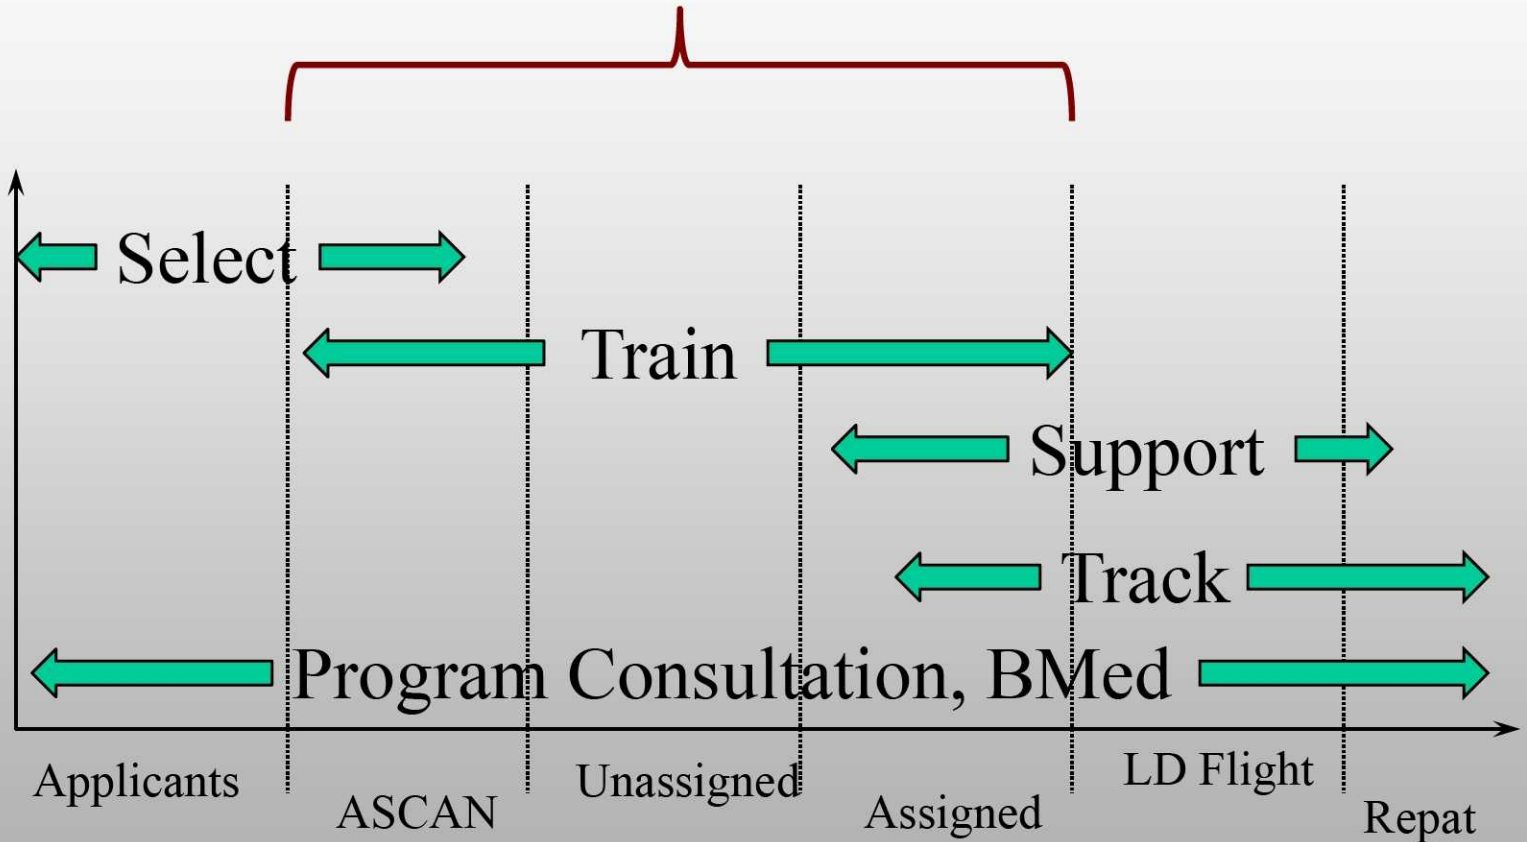 Select
Train
Support
Track
Program Consultation, BMed
Applicants
ASCAN
Unassigned
Assigned
LD Flight
Repat